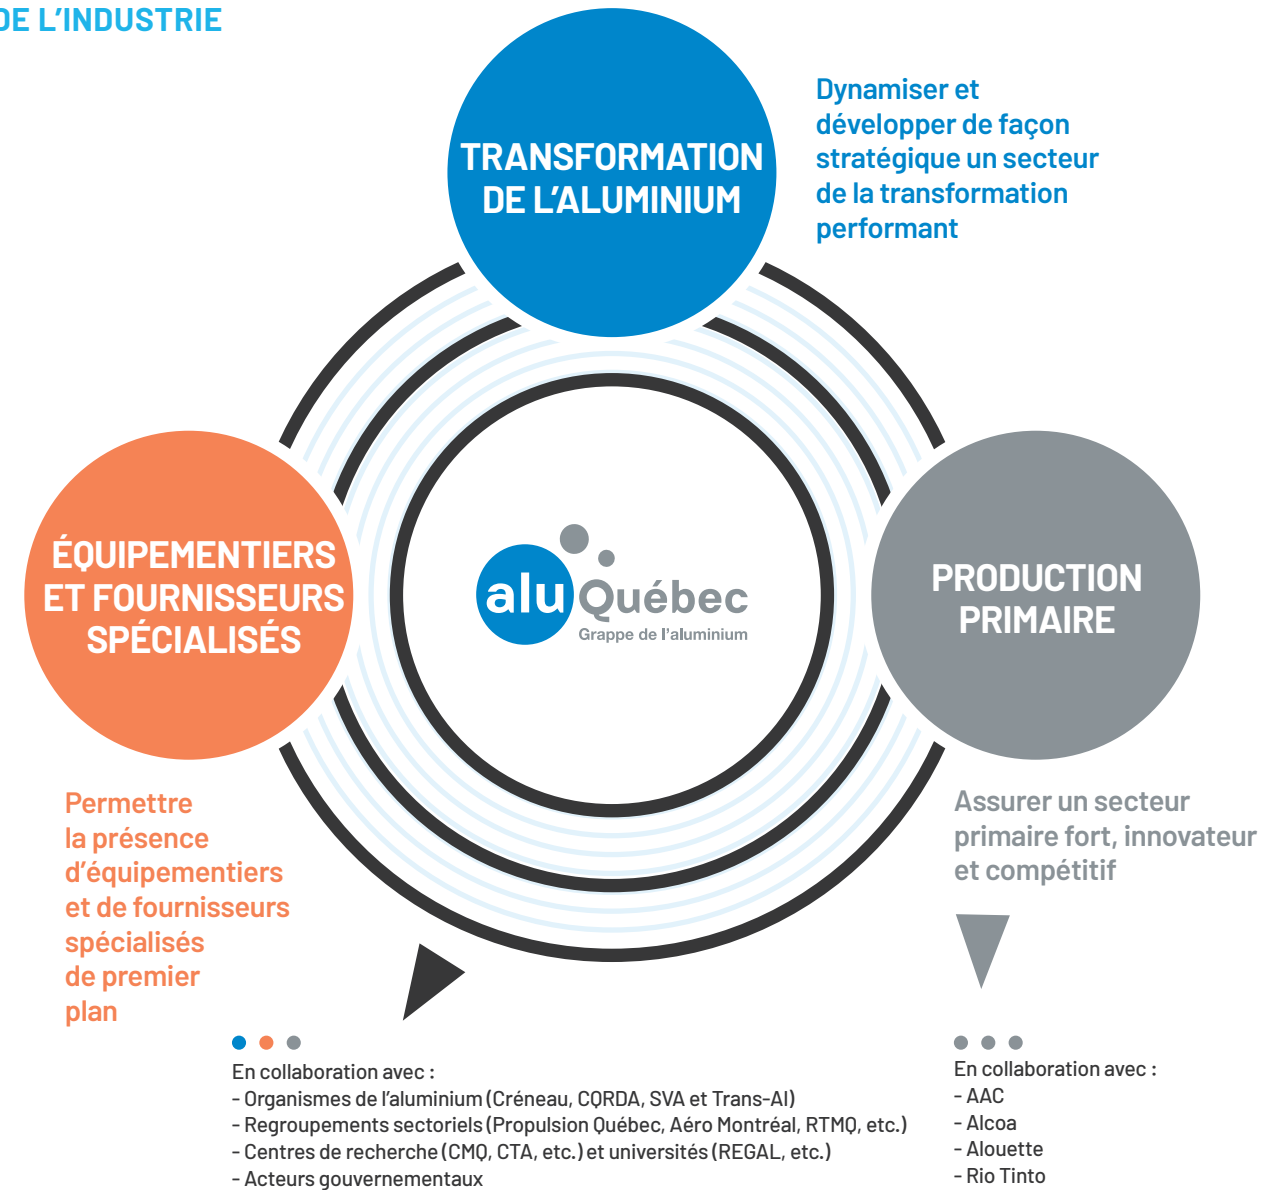 DE L'INDUSTRIE
TRANSFORMATION
DE L'ALUMINIUM
Dynamiser et
développer de façon
stratégique un secteur
de la transformation
performant
ÉQUIPEMENTIERS
ET FOURNISSEURS
SPÉCIALISÉS
alu Québec
Grappe de l'aluminium
PRODUCTION
PRIMAIRE
Permettre
la présence
d'équipementiers
et de fournisseurs
spécialisés
de premier
plan
Assurer un secteur
primaire fort, innovateur
et compétitif
En collaboration avec :
- Organismes de l'aluminium (Créneau, CQRDA, SVA et Trans-Al)
- Regroupements sectoriels (Propulsion Québec, Aéro Montréal, RTMQ, etc.)
- Centres de recherche (CMQ, CTA, etc.) et universités (REGAL, etc.)
- Acteurs gouvernementaux
En collaboration avec :
- AAC
- Alcoa
- Alouette
- Rio Tinto